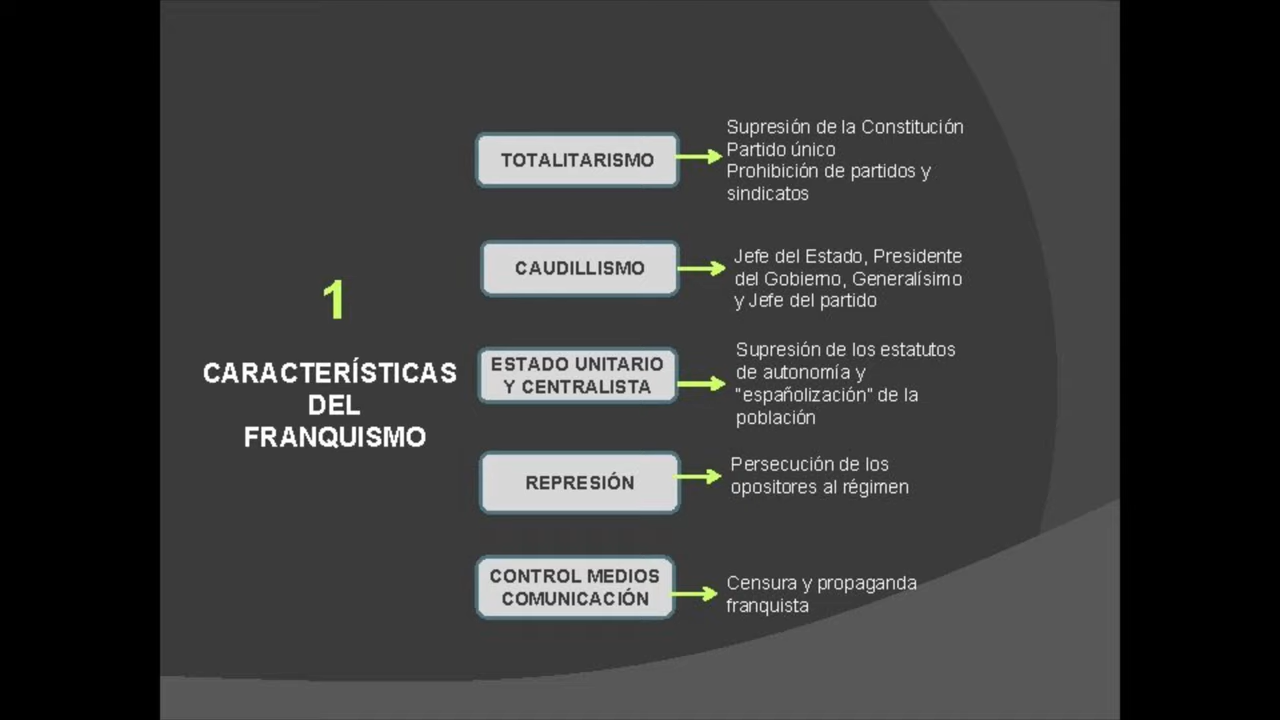 1
CARACTERÍSTICAS
DEL
FRANQUISMO
TOTALITARISMO
Supresión de la Constitución
Partido único
Prohibición de partidos y
sindicatos
CAUDILLISMO
Jefe del Estado, Presidente
del Gobierno, Generalísimo
y Jefe del partido
ESTADO UNITARIO
Y CENTRALISTA
Supresión de los estatutos
de autonomía y
"españolización" de la
población
REPRESIÓN
Persecución de los
opositores al régimen
CONTROL MEDIOS
COMUNICACIÓN
Censura y propaganda
franquista